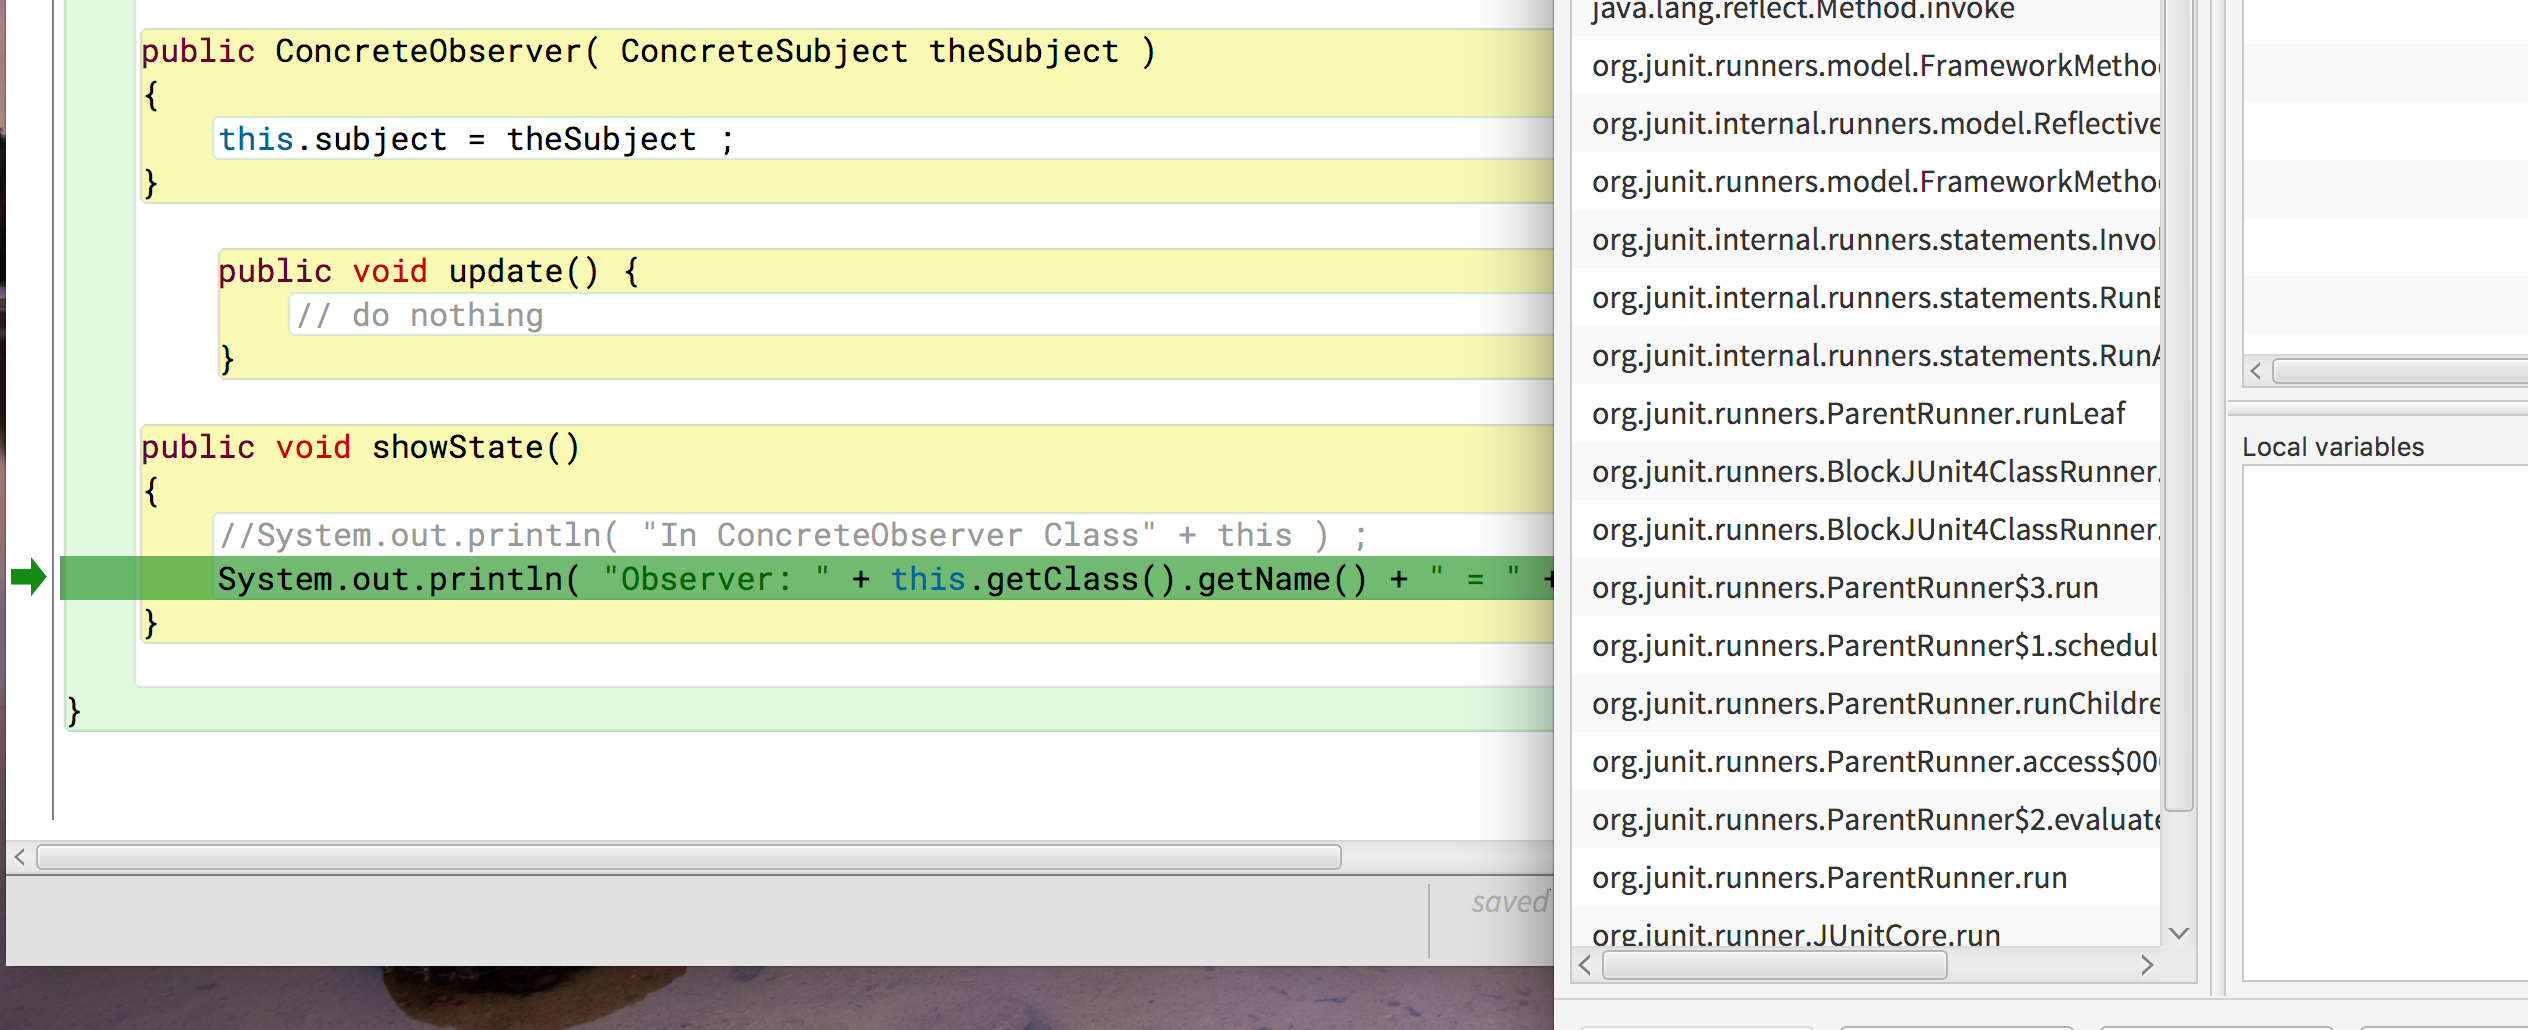 public ConcreteObserver( ConcreteSubject theSubject )
{
this.subject = theSubject ;
}
public void update() {
// do nothing
}
public void showState()
{
//System.out.println( "In ConcreteObserver Class" + this ) ;
System.out.println( "Observer: " + this.getClass().getName() + " = " +
}
}
saved
java.lang.reflect.Method.invoke
org.junit.runners.model.FrameworkMetho
org.junit.internal.runners.model.Reflective
org.junit.runners.model.FrameworkMetho
org.junit.internal.runners.statements.Invo
org.junit.internal.runners.statements.RunB
org.junit.internal.runners.statements.RunA
org.junit.runners.ParentRunner.runLeaf
org.junit.runners.BlockJUnit4ClassRunner.
org.junit.runners.BlockJUnit4ClassRunner.
org.junit.runners.ParentRunner$3.run
org.junit.runners.ParentRunner$1.schedul
org.junit.runners.ParentRunner.runChildre
org.junit.runners.ParentRunner.access$00
org.junit.runners.ParentRunner$2.evaluate
org.junit.runners.ParentRunner.run
org.junit.runner.JUnitCore.run
Local variables